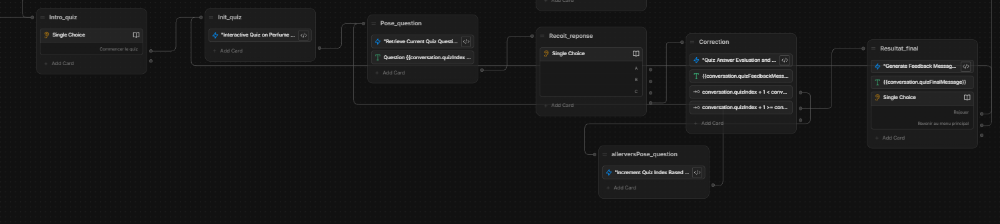 Add Card
Intro_quiz
Single Choice
Commencer le quiz
Add Card
Init_quiz
"Interactive Quiz on Perfume ...
Add Card
Pose_question
"Retrieve Current Quiz Questi...
Question {{conversation.quizIndex ...
Add Card
Recoit_reponse
Single Choice
A
B
C
Add Card
Correction
"Quiz Answer Evaluation and ...
{{conversation.quizFeedbackMess...
conversation.quizIndex + 1 < conv...
conversation.quizIndex + 1 >= con...
Add Card
allerversPose_question
"Increment Quiz Index Based ...
Add Card
Resultat_final
"Generate Feedback Messag...
{{conversation.quizFinalMessage}}
Single Choice
Rejouer
Revenir au menu principal
Add Card